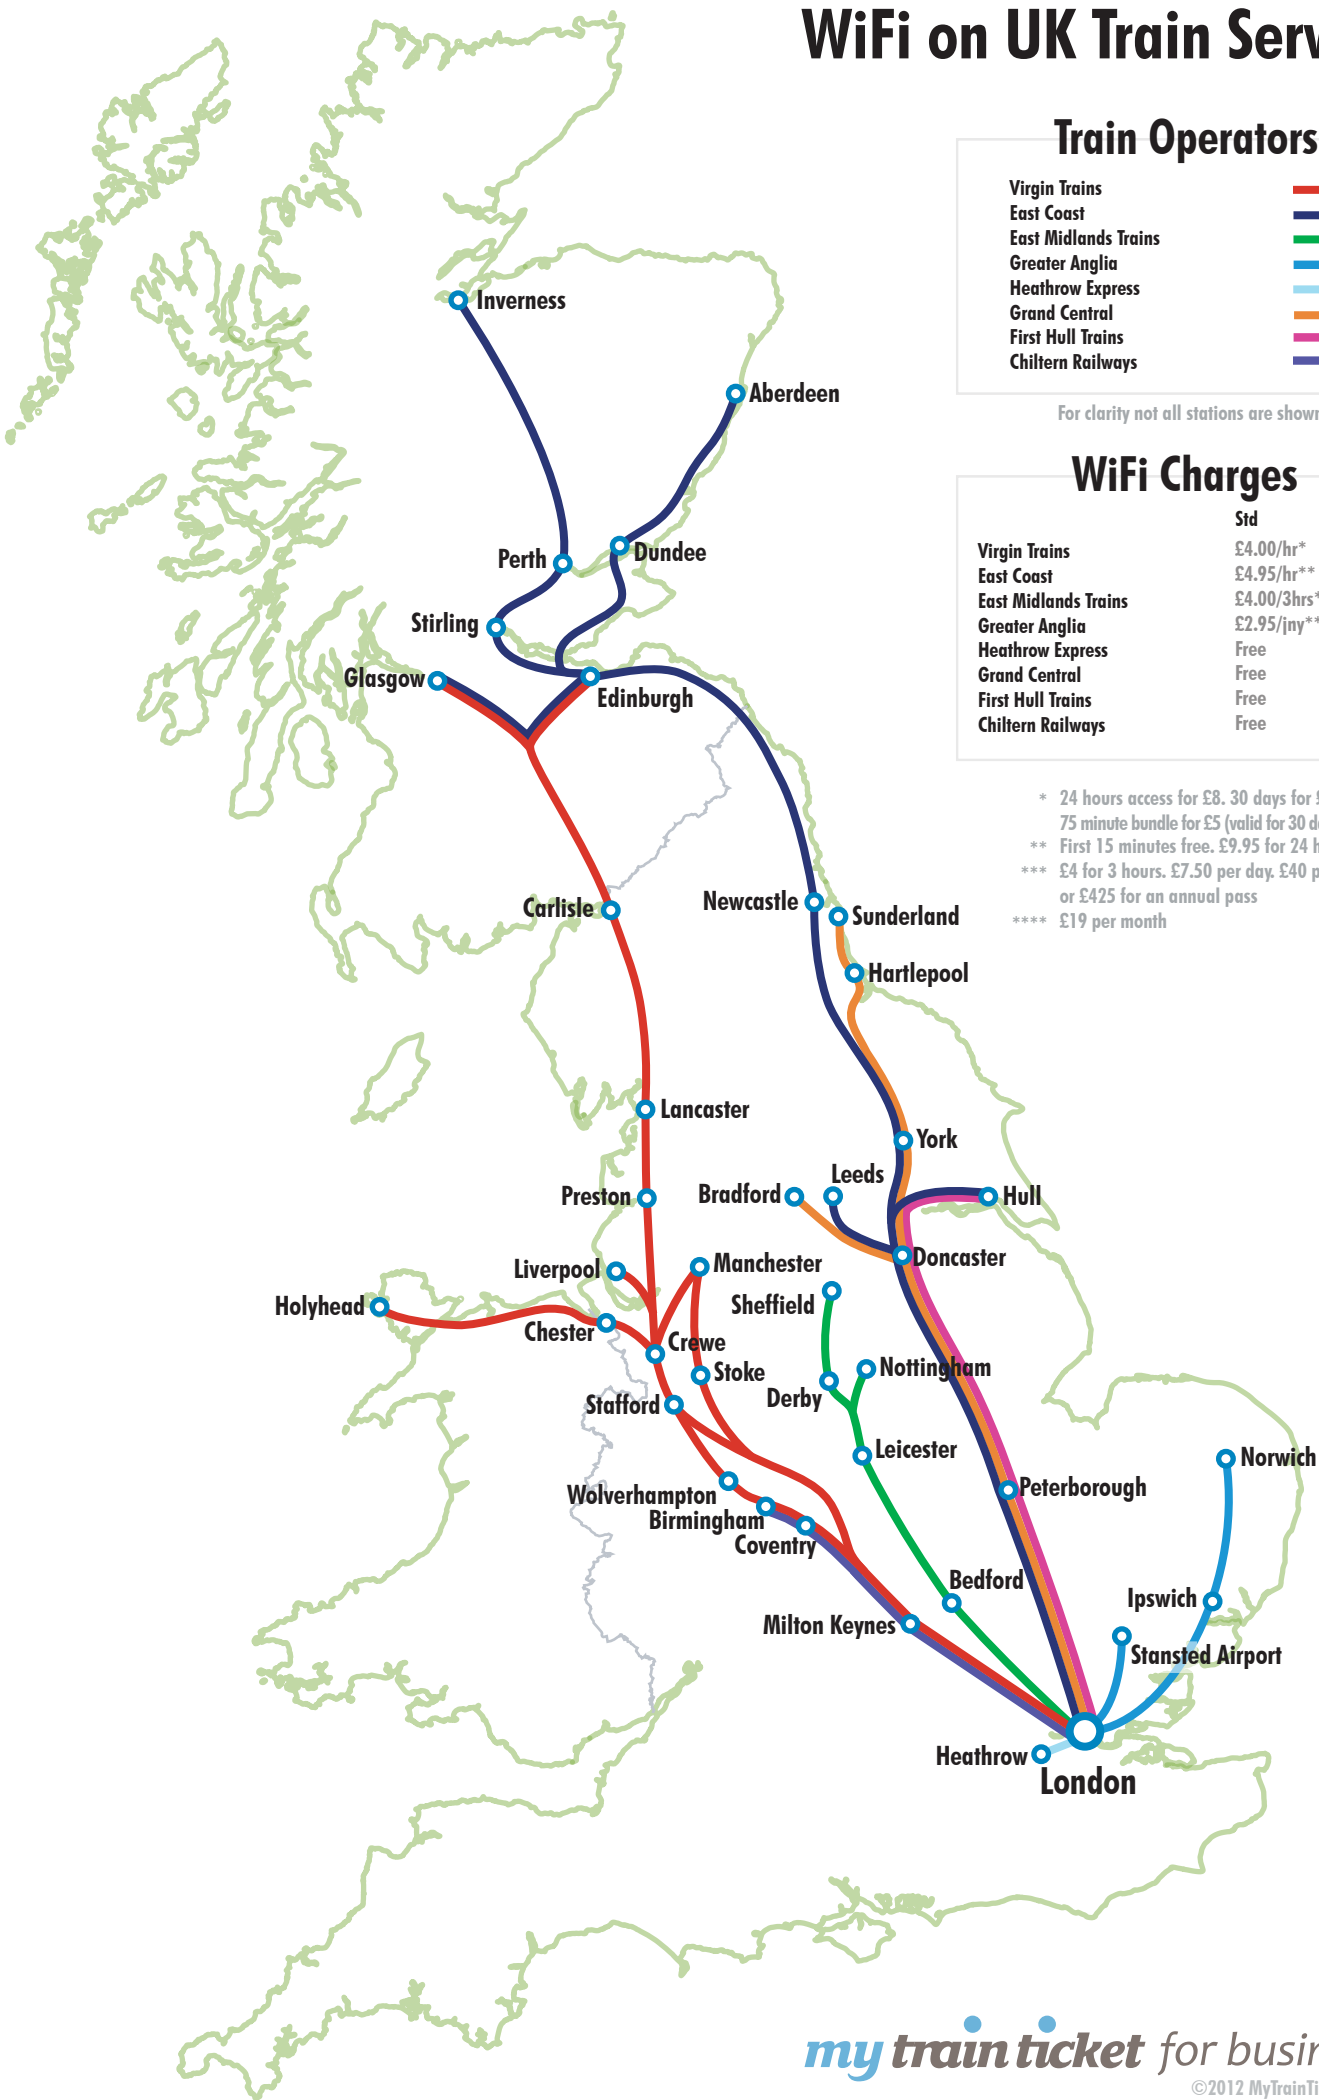 WiFi on UK Train Serv
Train Operators
Virgin Trains
East Coast
East Midlands Trains
Greater Anglia
Heathrow Express
Grand Central
First Hull Trains
Chiltern Railways
For clarity not all stations are shown
WiFi Charges
Std
Virgin Trains £4.00/hr*
East Coast £4.95/hr**
East Midlands Trains £4.00/3hrs*
Greater Anglia £2.95/jny**
Heathrow Express Free
Grand Central Free
First Hull Trains Free
Chiltern Railways Free
* 24 hours access for £8. 30 days for £
75 minute bundle for £5 (valid for 30 d
** First 15 minutes free. £9.95 for 24 h
*** £4 for 3 hours. £7.50 per day. £40 p
or £425 for an annual pass
**** £19 per month
Inverness
Aberdeen
Perth
Dundee
Stirling
Glasgow
Edinburgh
Carlisle
Newcastle
Sunderland
Hartlepool
Lancaster
York
Leeds
Preston
Bradford
Hull
Doncaster
Liverpool
Manchester
Holyhead
Sheffield
Chester
Crewe
Stoke
Nottingham
Derby
Stafford
Leicester
Norwich
Peterborough
Wolverhampton
Birmingham
Coventry
Bedford
Ipswich
Milton Keynes
Stansted Airport
Heathrow
London
my train ticket for busin
©2012 MyTrainTi